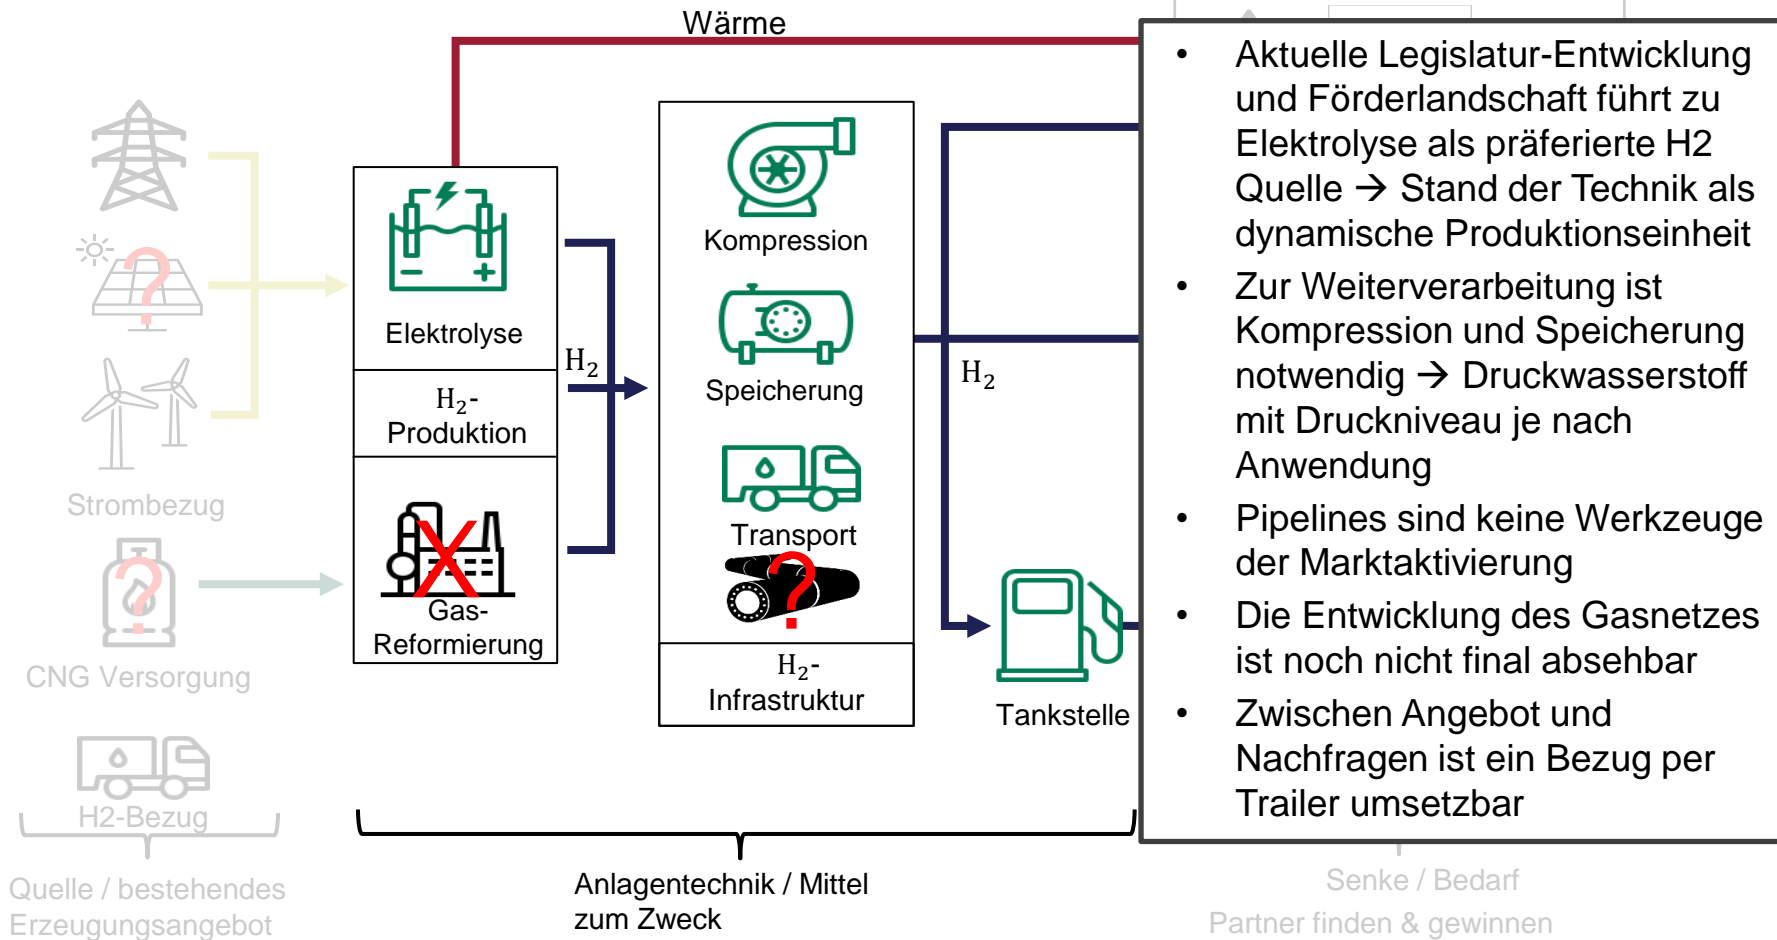 Wärme
Strombezug
CNG Versorgung
H2-Bezug
Quelle / bestehendes
Erzeugungsangebot
?
?
Elektrolyse
H₂-
Produktion
X
Gas-
Reformierung
H₂
Kompression
Speicherung
Transport
?
H₂-
Infrastruktur
H₂
Tankstelle
Anlagentechnik / Mittel
zum Zweck
• Aktuelle Legislatur-Entwicklung
und Förderlandschaft führt zu
Elektrolyse als präferierte H2
Quelle → Stand der Technik als
dynamische Produktionseinheit
• Zur Weiterverarbeitung ist
Kompression und Speicherung
notwendig → Druckwasserstoff
mit Druckniveau je nach
Anwendung
• Pipelines sind keine Werkzeuge
der Marktaktivierung
• Die Entwicklung des Gasnetzes
ist noch nicht final absehbar
• Zwischen Angebot und
Nachfragen ist ein Bezug per
Trailer umsetzbar
Senke / Bedarf
Partner finden & gewinnen